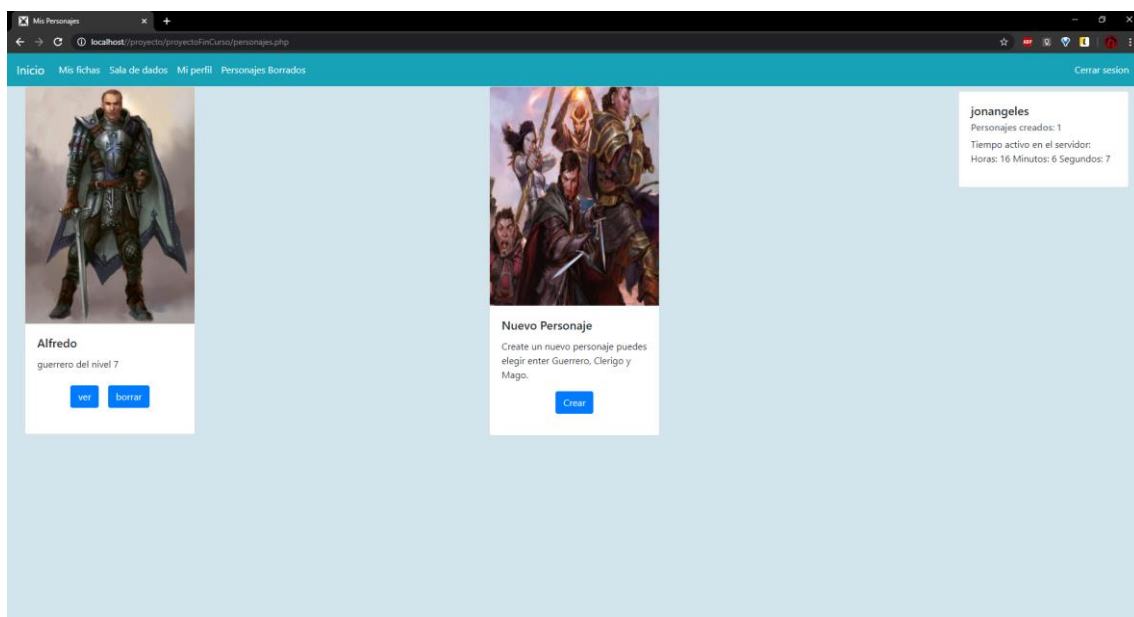 Mis Personajes
localhost//proyecto/proyectoFinCurso/personajes.php
Inicio Mis fichas Sala de dados Mi perfil Personajes Borrados Cerrar sesion
Alfredo
guerrero del nivel 7
ver borrar
Nuevo Personaje
Create un nuevo personaje puedes
elegir enter Guerrero, Clerigo y
Mago.
Crear
jonangeles
Personajes creados: 1
Tiempo activo en el servidor:
Horas: 16 Minutos: 6 Segundos: 7